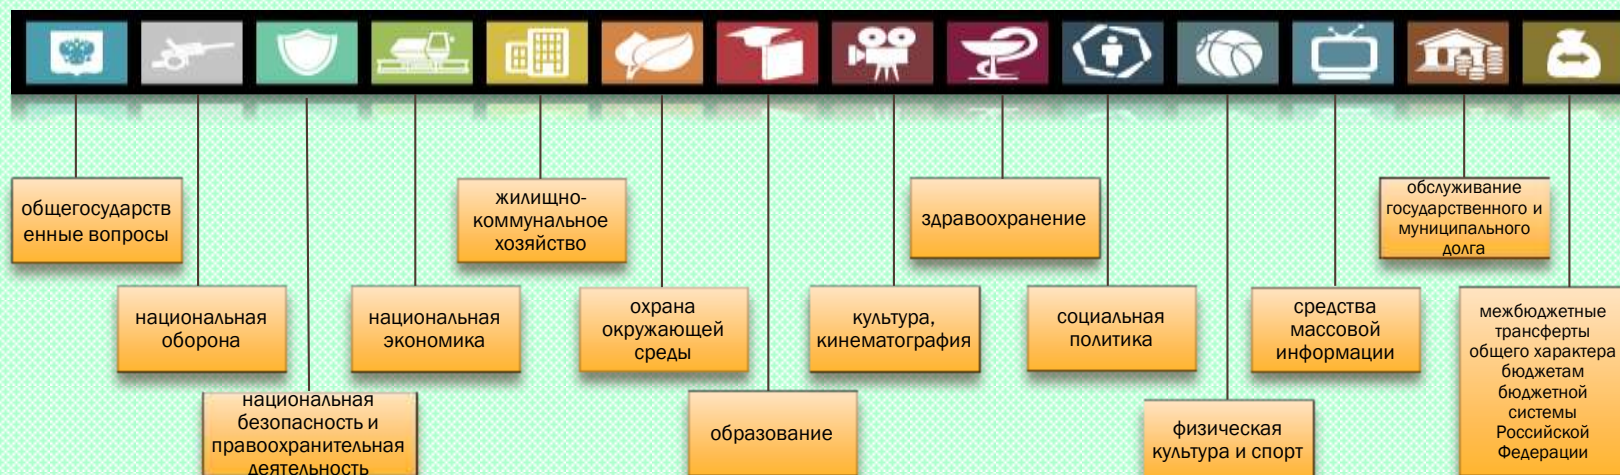 общегосударств
енные вопросы
национальная
оборона
национальная
безопасность и
правоохранительная
деятельность
национальная
экономика
жилищно-
коммунальное
хозяйство
охрана
окружающей
среды
образование
культура,
кинематография
здравоохранение
социальная
политика
физическая
культура и спорт
средства
массовой
информации
обслуживание
государственного и
муниципального
долга
межбюджетные
трансферты
общего характера
бюджетам
бюджетной
системы
Российской
Федерации